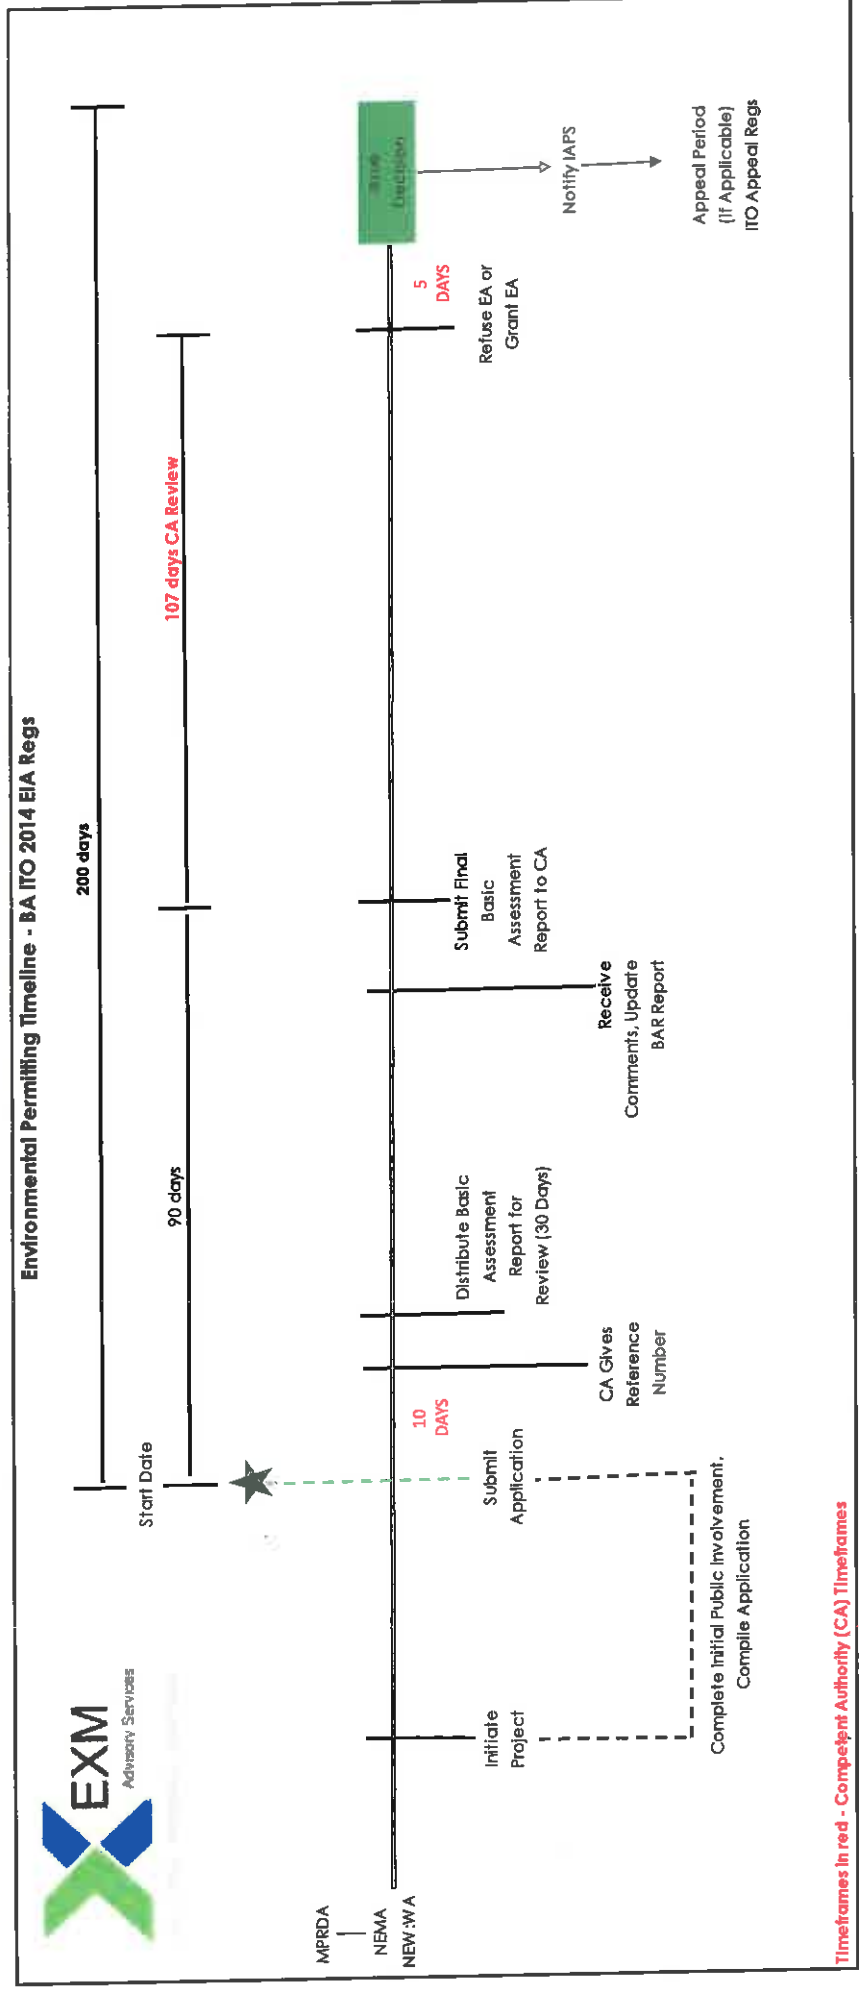 Environmental Permitting Timeline - BA ITO 2014 EIA Regs
EXM
Advisory Services
200 days
Start Date
90 days
107 days CA Review
MPRDA
NEMA
NEW:WA
Initiate
Project
Submit
Application
10
DAYS
CA Gives
Reference
Number
Distribute Basic
Assessment
Report for
Review (30 Days)
Receive
Comments, Update
BAR Report
Submit Final
Basic
Assessment
Report to CA
Refuse EA or
Grant EA
5
DAYS
Decision
Notify IAPS
Appeal Period
(If Applicable)
ITO Appeal Regs
Complete Initial Public Involvement,
Compile Application
Timeframes in red - Competent Authority (CA) Timeframes